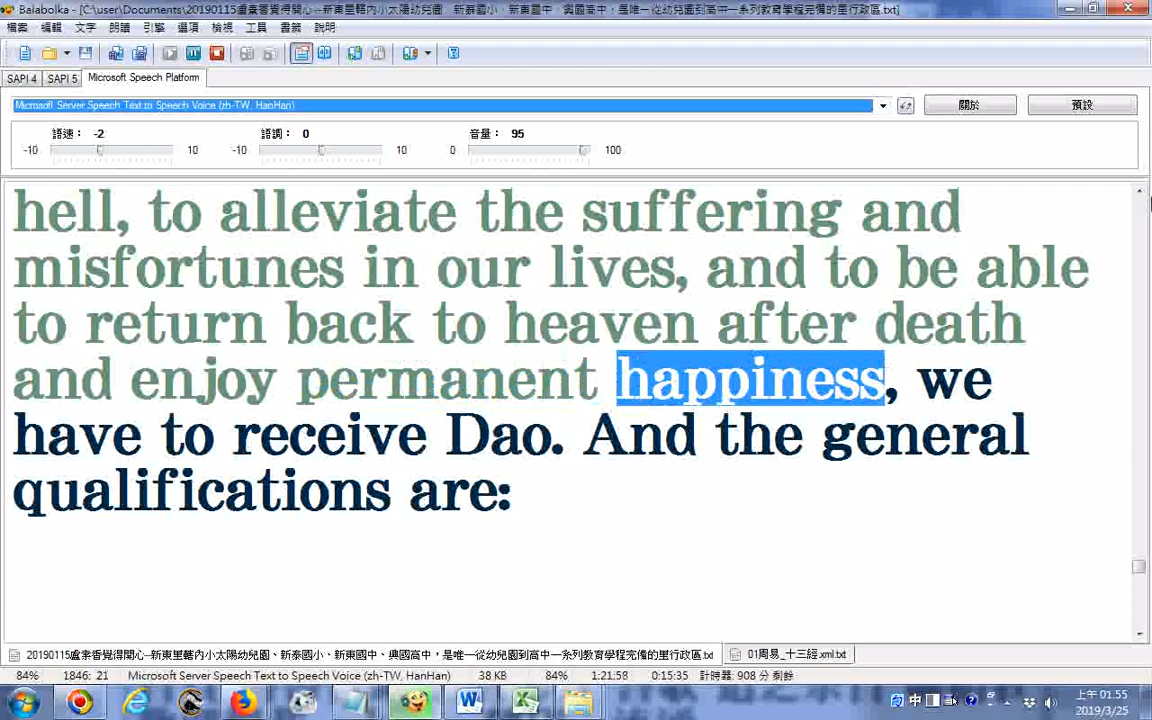 Balabolka - [C:\user\Documents\20190115盧素香覺得開心--新東里轄內小太陽幼兒園、新泰國小、新東國中、興國高中，是唯一從幼兒園到高中一系列教育學程完備的里行政區.txt]
檔案 編輯 文字 朗讀 引擎 選項 檢視 工具 書籤 說明
SAPI 4 SAPI 5 Microsoft Speech Platform
Microsoft Server Speech Text to Speech Voice (zh-TW, HanHan) 關於 預設
語速： -2 語調： 0 音量： 95
-10 10 -10 10 0 100
hell, to alleviate the suffering and
misfortunes in our lives, and to be able
to return back to heaven after death
and enjoy permanent happiness, we
have to receive Dao. And the general
qualifications are:
20190115盧素香覺得開心--新東里轄內小太陽幼兒園、新泰國小、新東國中、興國高中，是唯一從幼兒園到高中一系列教育學程完備的里行政區.txt 01周易_十三經.xml.txt
84% 1846: 21 Microsoft Server Speech Text to Speech Voice (zh-TW, HanHan) 38 KB 84% 1:21:58 0:15:35 計時器: 908 分 剩餘
中 上午 01:55
2019/3/25